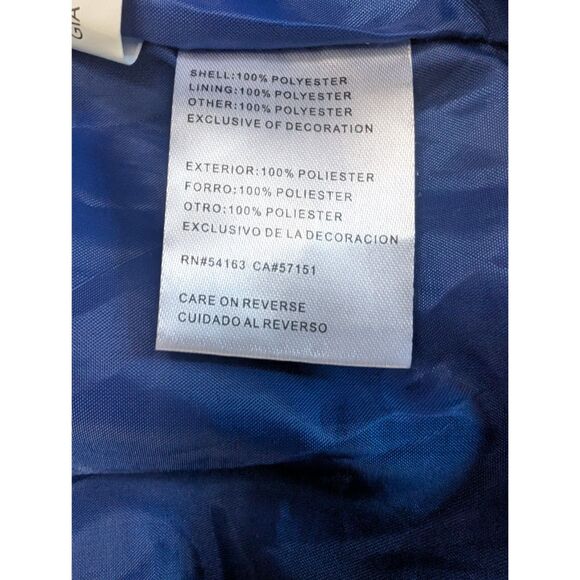 GIA
SHELL:100% POLYESTER
LINING:100% POLYESTER
OTHER:100% POLYESTER
EXCLUSIVE OF DECORATION
EXTERIOR:100% POLIESTER
FORRO:100% POLIESTER
OTRO:100% POLIESTER
EXCLUSIVO DE LA DECORACION
RN#54163 CA#57151
CARE ON REVERSE
CUIDADO AL REVERSO